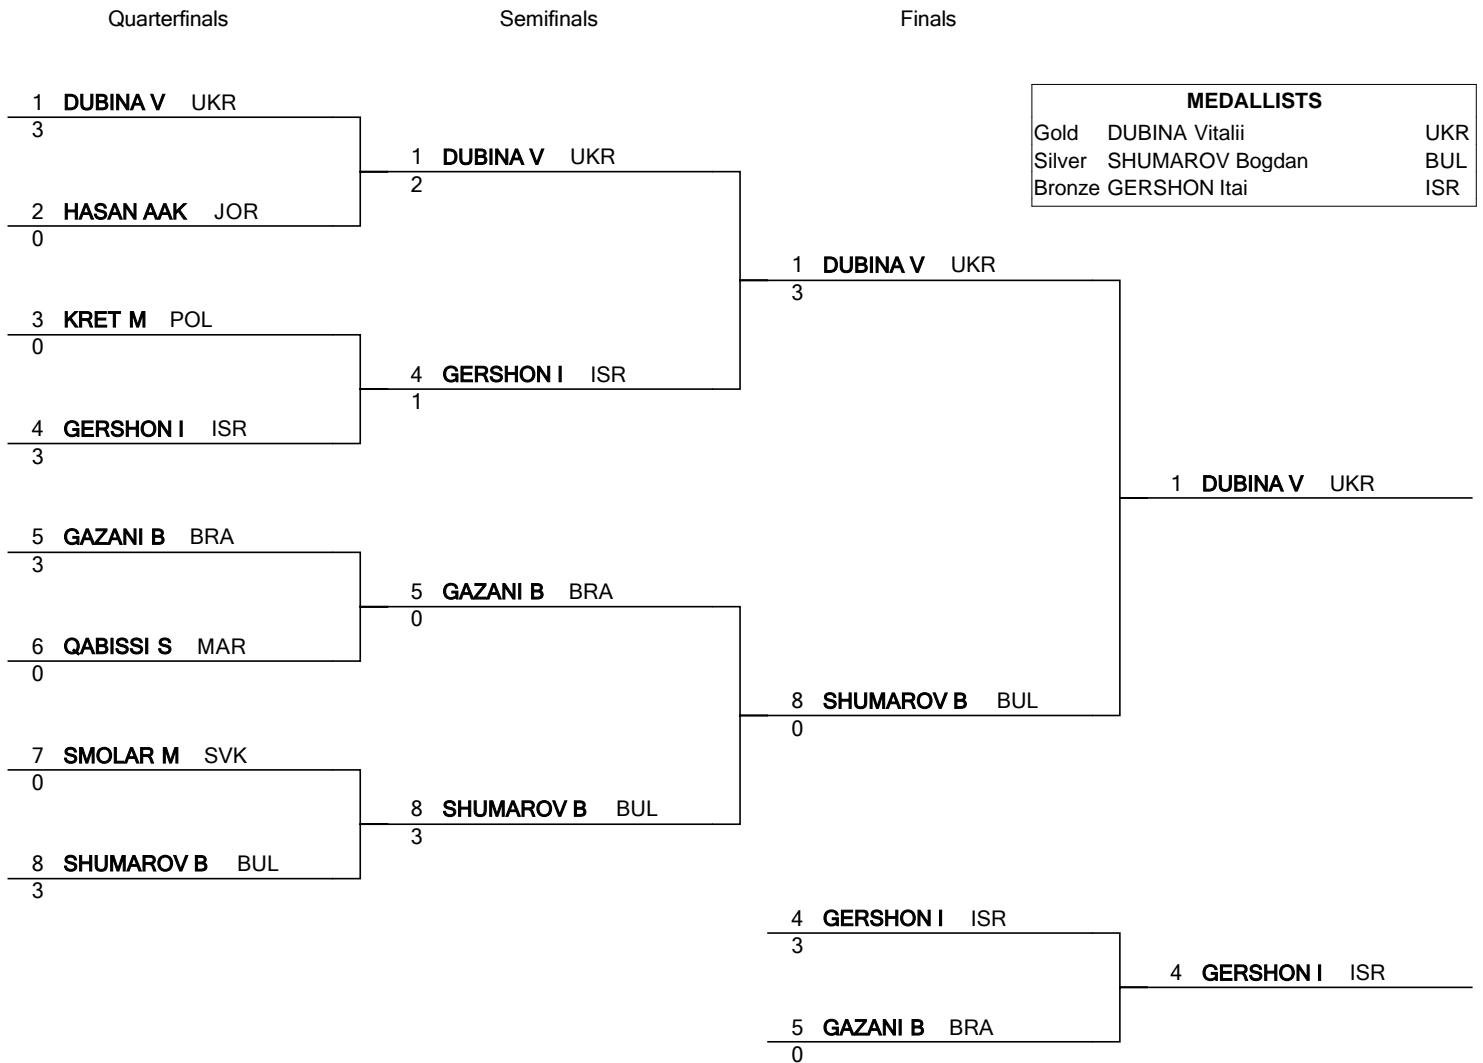 Quarterfinals Semifinals Finals
MEDALLISTS
Gold DUBINA Vitalii UKR
Silver SHUMAROV Bogdan BUL
Bronze GERSHON Itai ISR
1 DUBINA V UKR
3
2 HASAN AAK JOR
0
3 KRET M POL
0
4 GERSHON I ISR
3
5 GAZANI B BRA
3
6 QABISSI S MAR
0
7 SMOLAR M SVK
0
8 SHUMAROV B BUL
3
1 DUBINA V UKR
2
4 GERSHON I ISR
1
5 GAZANI B BRA
0
8 SHUMAROV B BUL
3
1 DUBINA V UKR
3
8 SHUMAROV B BUL
0
1 DUBINA V UKR
4 GERSHON I ISR
3
5 GAZANI B BRA
0
4 GERSHON I ISR